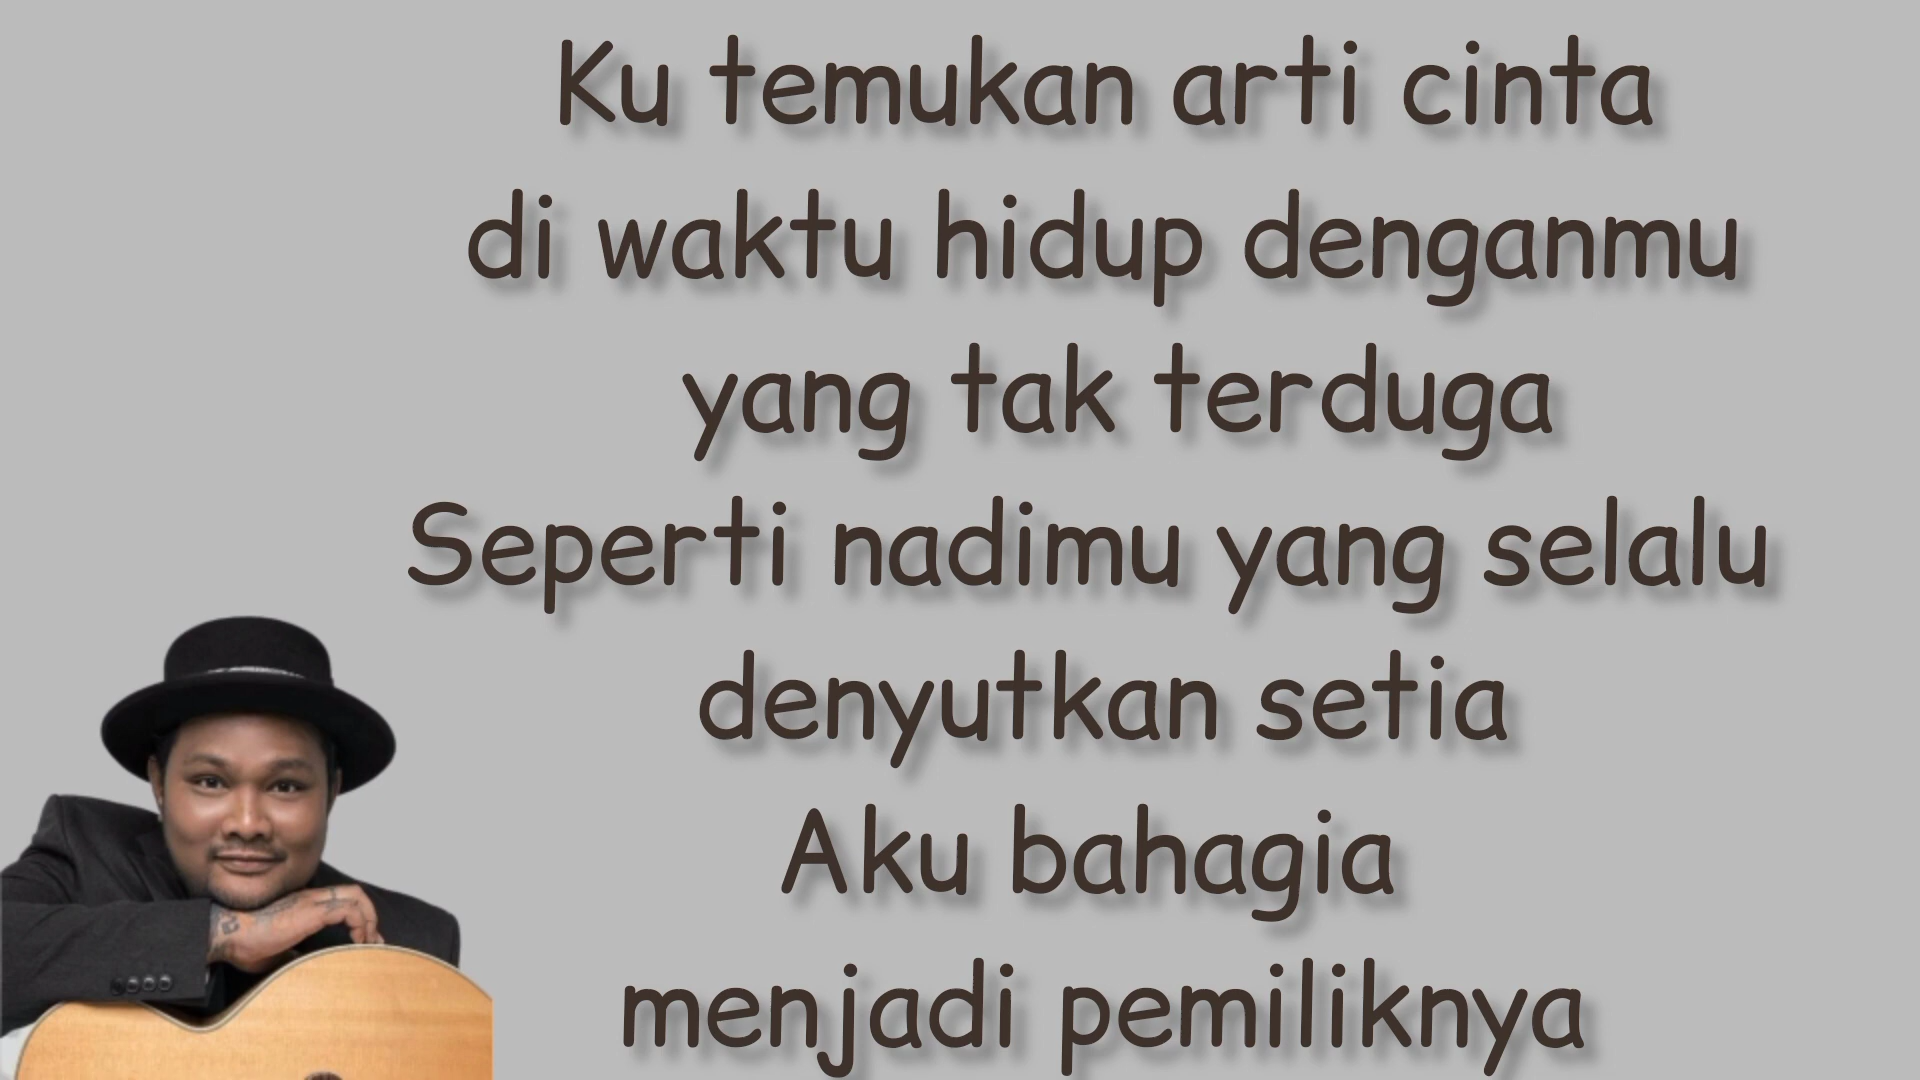 Ku temukan arti cinta
di waktu hidup denganmu
yang tak terduga
Seperti nadimu yang selalu
denyutkan setia
Aku bahagia
menjadi pemiliknya